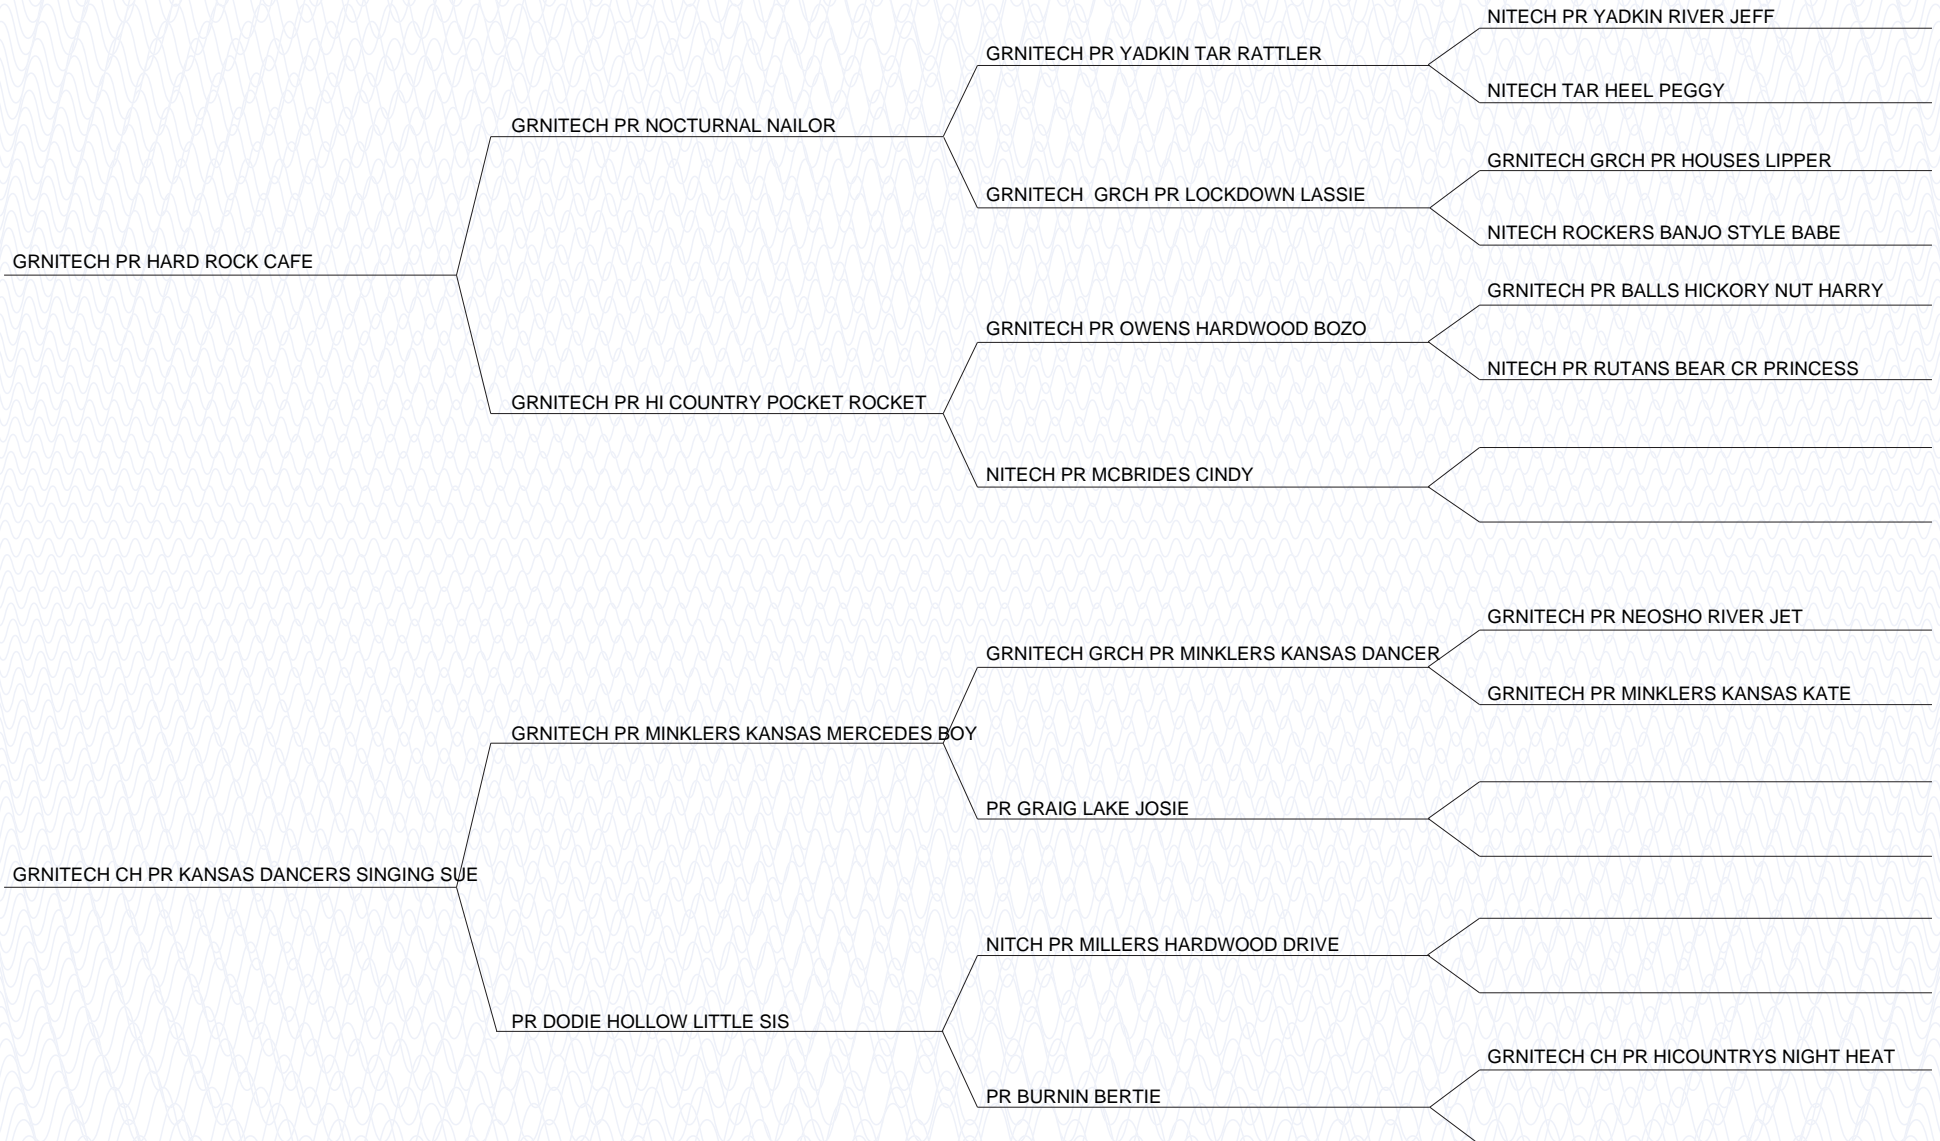 NITECH PR YADKIN RIVER JEFF
GRNITECH PR YADKIN TAR RATTLER
NITECH TAR HEEL PEGGY
GRNITECH PR NOCTURNAL NAILOR
GRNITECH GRCH PR HOUSES LIPPER
GRNITECH  GRCH PR LOCKDOWN LASSIE
NITECH ROCKERS BANJO STYLE BABE
GRNITECH PR HARD ROCK CAFE
GRNITECH PR BALLS HICKORY NUT HARRY
GRNITECH PR OWENS HARDWOOD BOZO
NITECH PR RUTANS BEAR CR PRINCESS
GRNITECH PR HI COUNTRY POCKET ROCKET
NITECH PR MCBRIDES CINDY
GRNITECH PR NEOSHO RIVER JET
GRNITECH GRCH PR MINKLERS KANSAS DANCER
GRNITECH PR MINKLERS KANSAS KATE
GRNITECH PR MINKLERS KANSAS MERCEDES BOY
PR GRAIG LAKE JOSIE
GRNITECH CH PR KANSAS DANCERS SINGING SUE
NITCH PR MILLERS HARDWOOD DRIVE
PR DODIE HOLLOW LITTLE SIS
GRNITECH CH PR HICOUNTRYS NIGHT HEAT
PR BURNIN BERTIE